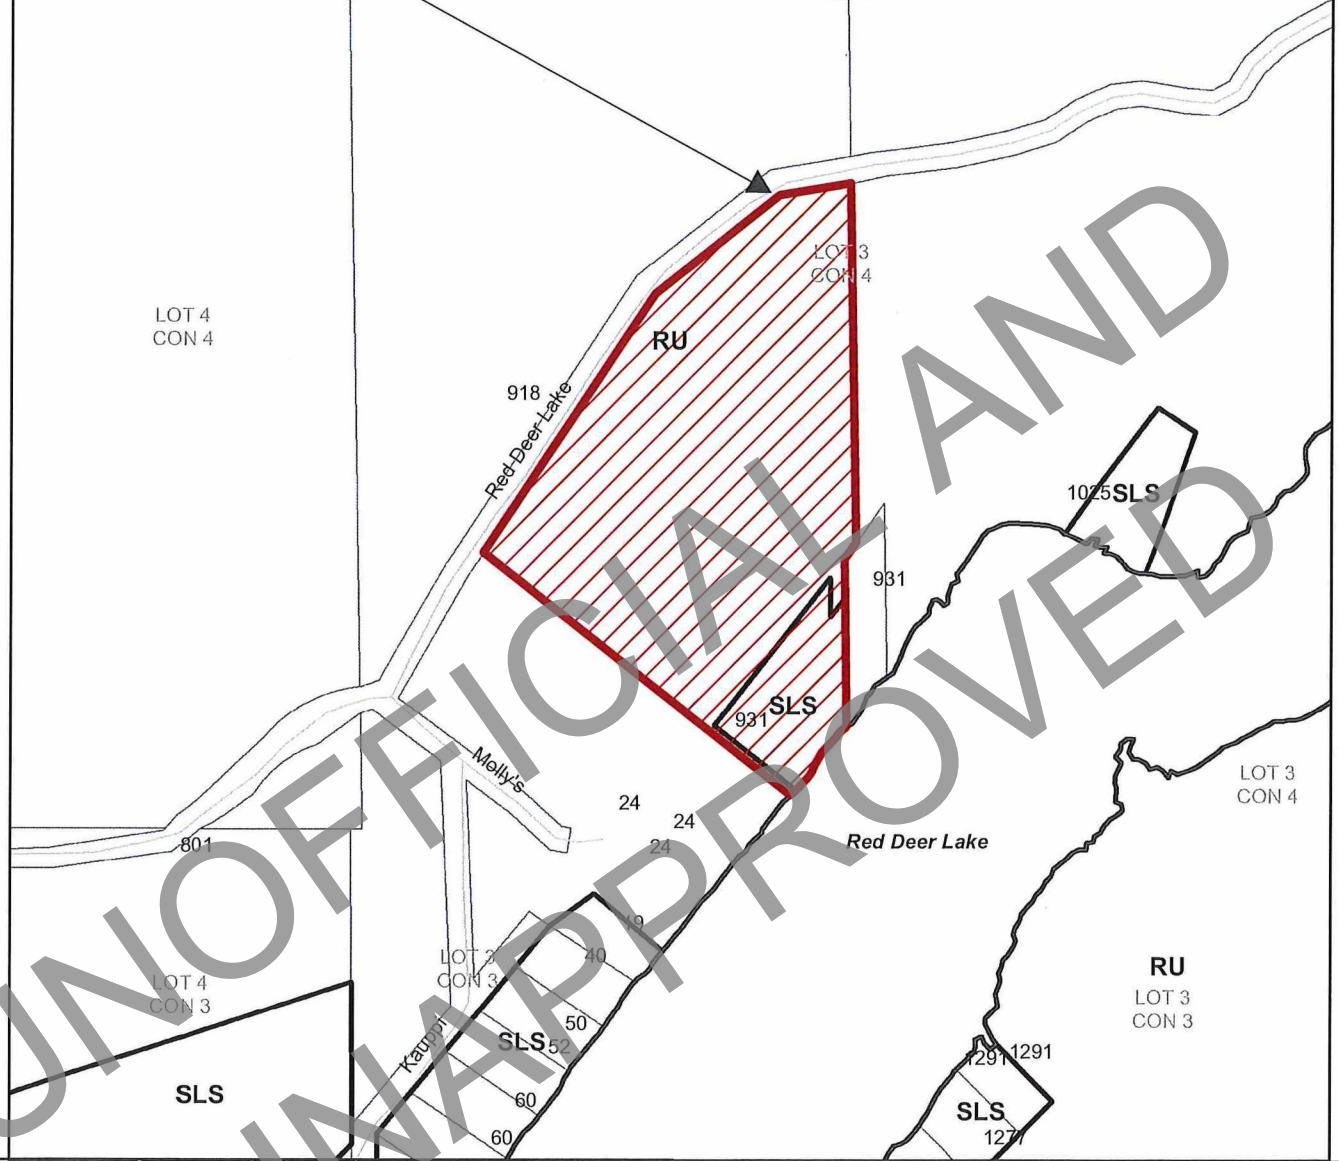 LOT 3
CON 4
LOT 4
CON 4
RU
918
Red Deer Lake
1025
SLS
931
SLS
931
Molly's
24
24
24
801
Red Deer Lake
LOT 3
CON 4
49
40
LOT 3
CON 3
LOT 4
CON 3
RU
LOT 3
CON 3
50
SLS
52
Kauppi
1291
1291
SLS
60
SLS
60
1277
UNOFFICIAL AND
UNAPPROVED